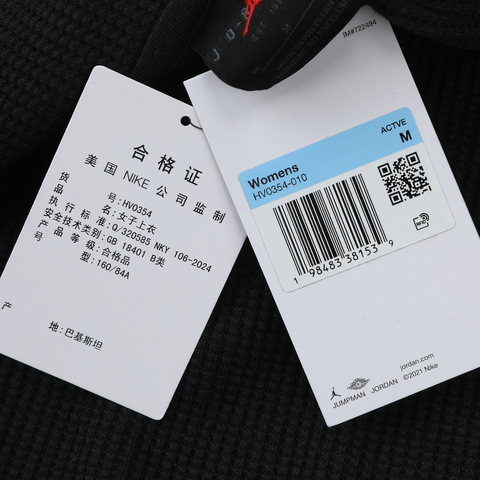 合格证
美国 NIKE 公司监制
货 号: HV0354
品 名: 女子上衣
执行标准: Q/320585 NKY 106-2024
安全技术类别: GB 18401 B类
产品等级: 合格品
号 型: 160/84A
产 地: 巴基斯坦
M
IM#722494
ACTVE
M
Womens
HV0354-010
RFID
1 98483 38153 9
jordan.com
©2021 Nike
JUMPMAN JORDAN